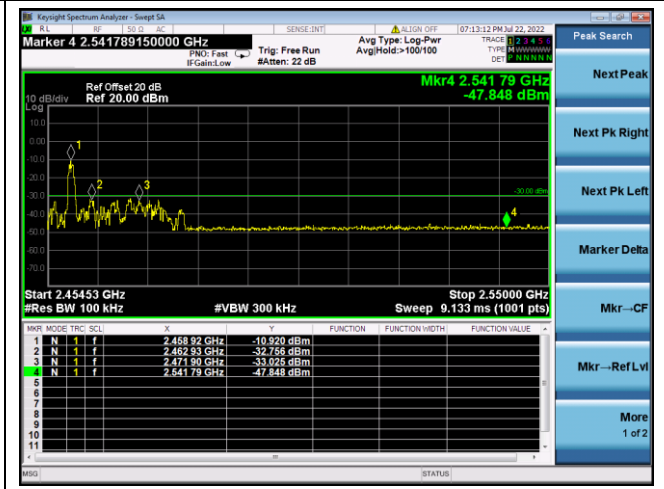 Keysight Spectrum Analyzer - Swept SA
RL RF 50 Ω AC SENSE:INT ALIGN OFF 07:13:12 PM Jul 22, 2022
Marker 4 2.541789150000 GHz
PNO: Fast
IFGain:Low
Trig: Free Run
#Atten: 22 dB
Avg Type: Log-Pwr
Avg|Hold:>100/100
TRACE 1 2 3 4 5 6
TYPE M W W W W W
DET P N N N N N
Peak Search
Next Peak
Next Pk Right
Next Pk Left
Marker Delta
Mkr→CF
Mkr→Ref Lvl
More
1 of 2
Mkr4 2.541 79 GHz
-47.848 dBm
Ref Offset 20 dB
10 dB/div Ref 20.00 dBm
Log
10.0
0.00
-10.0
-20.0
-30.0
-40.0
-50.0
-60.0
-70.0
1
2
3
4
-30.00 dBm
Start 2.45453 GHz Stop 2.55000 GHz
#Res BW 100 kHz #VBW 300 kHz Sweep 9.133 ms (1001 pts)
MKR MODE TRC SCL X Y FUNCTION FUNCTION WIDTH FUNCTION VALUE
1 N 1 f 2.458 92 GHz -10.920 dBm
2 N 1 f 2.462 93 GHz -32.756 dBm
3 N 1 f 2.471 90 GHz -33.025 dBm
4 N 1 f 2.541 79 GHz -47.848 dBm
5
6
7
8
9
10
11
MSG STATUS